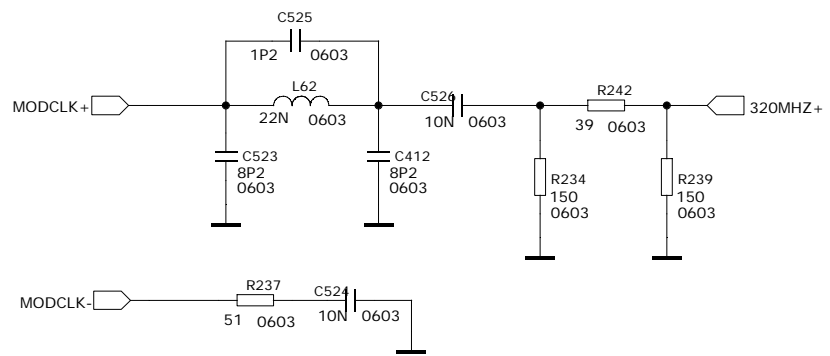 C525
1P2 0603
L62
22N 0603
MODCLK+
C526
10N 0603
R242
39 0603
320MHZ+
C523
8P2
0603
C412
8P2
0603
R234
150
0603
R239
150
0603
MODCLK-
R237
51 0603
C524
10N 0603